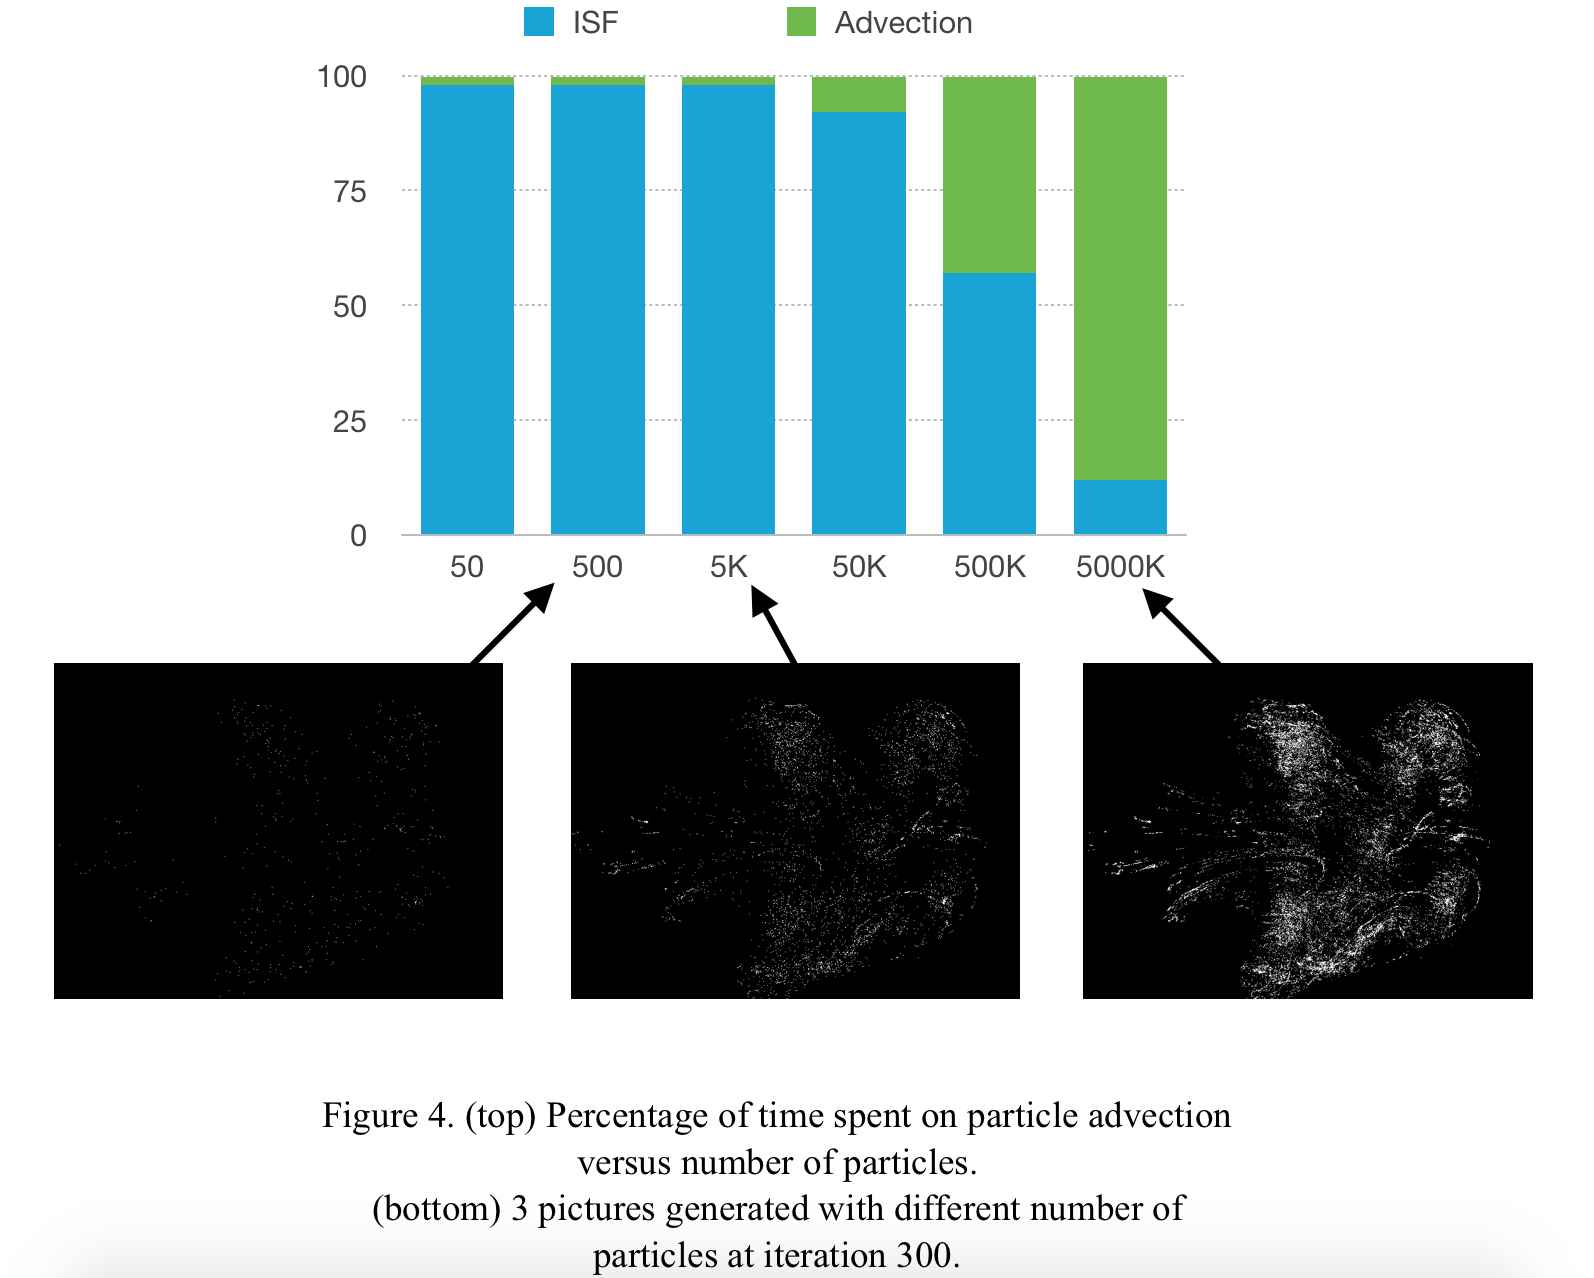 ISF Advection
100
75
50
25
0
50 500 5K 50K 500K 5000K
Figure 4. (top) Percentage of time spent on particle advection
versus number of particles.
(bottom) 3 pictures generated with different number of
particles at iteration 300.